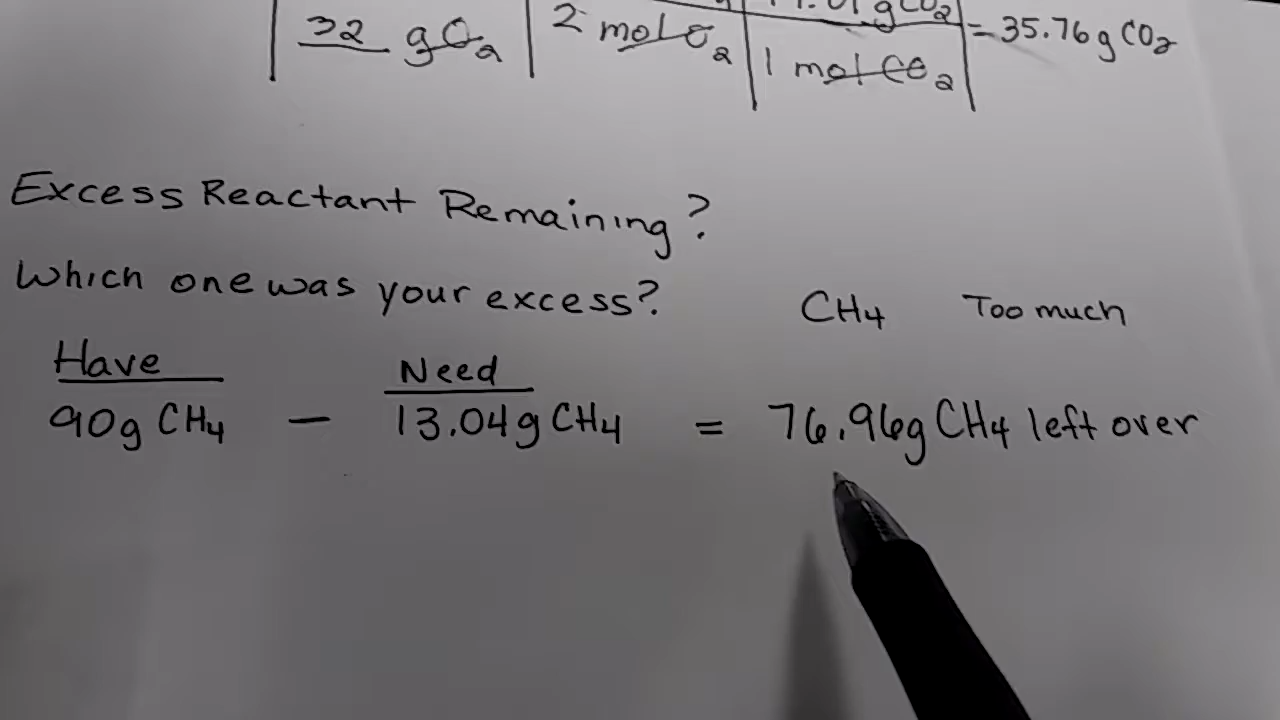 32 gO2 2 mol O2 1 mol CO2 = 35.76g CO2
Excess Reactant Remaining?
Which one was your excess? CH4 Too much
Have Need
90g CH4 − 13.04g CH4 = 76.96g CH4 left over